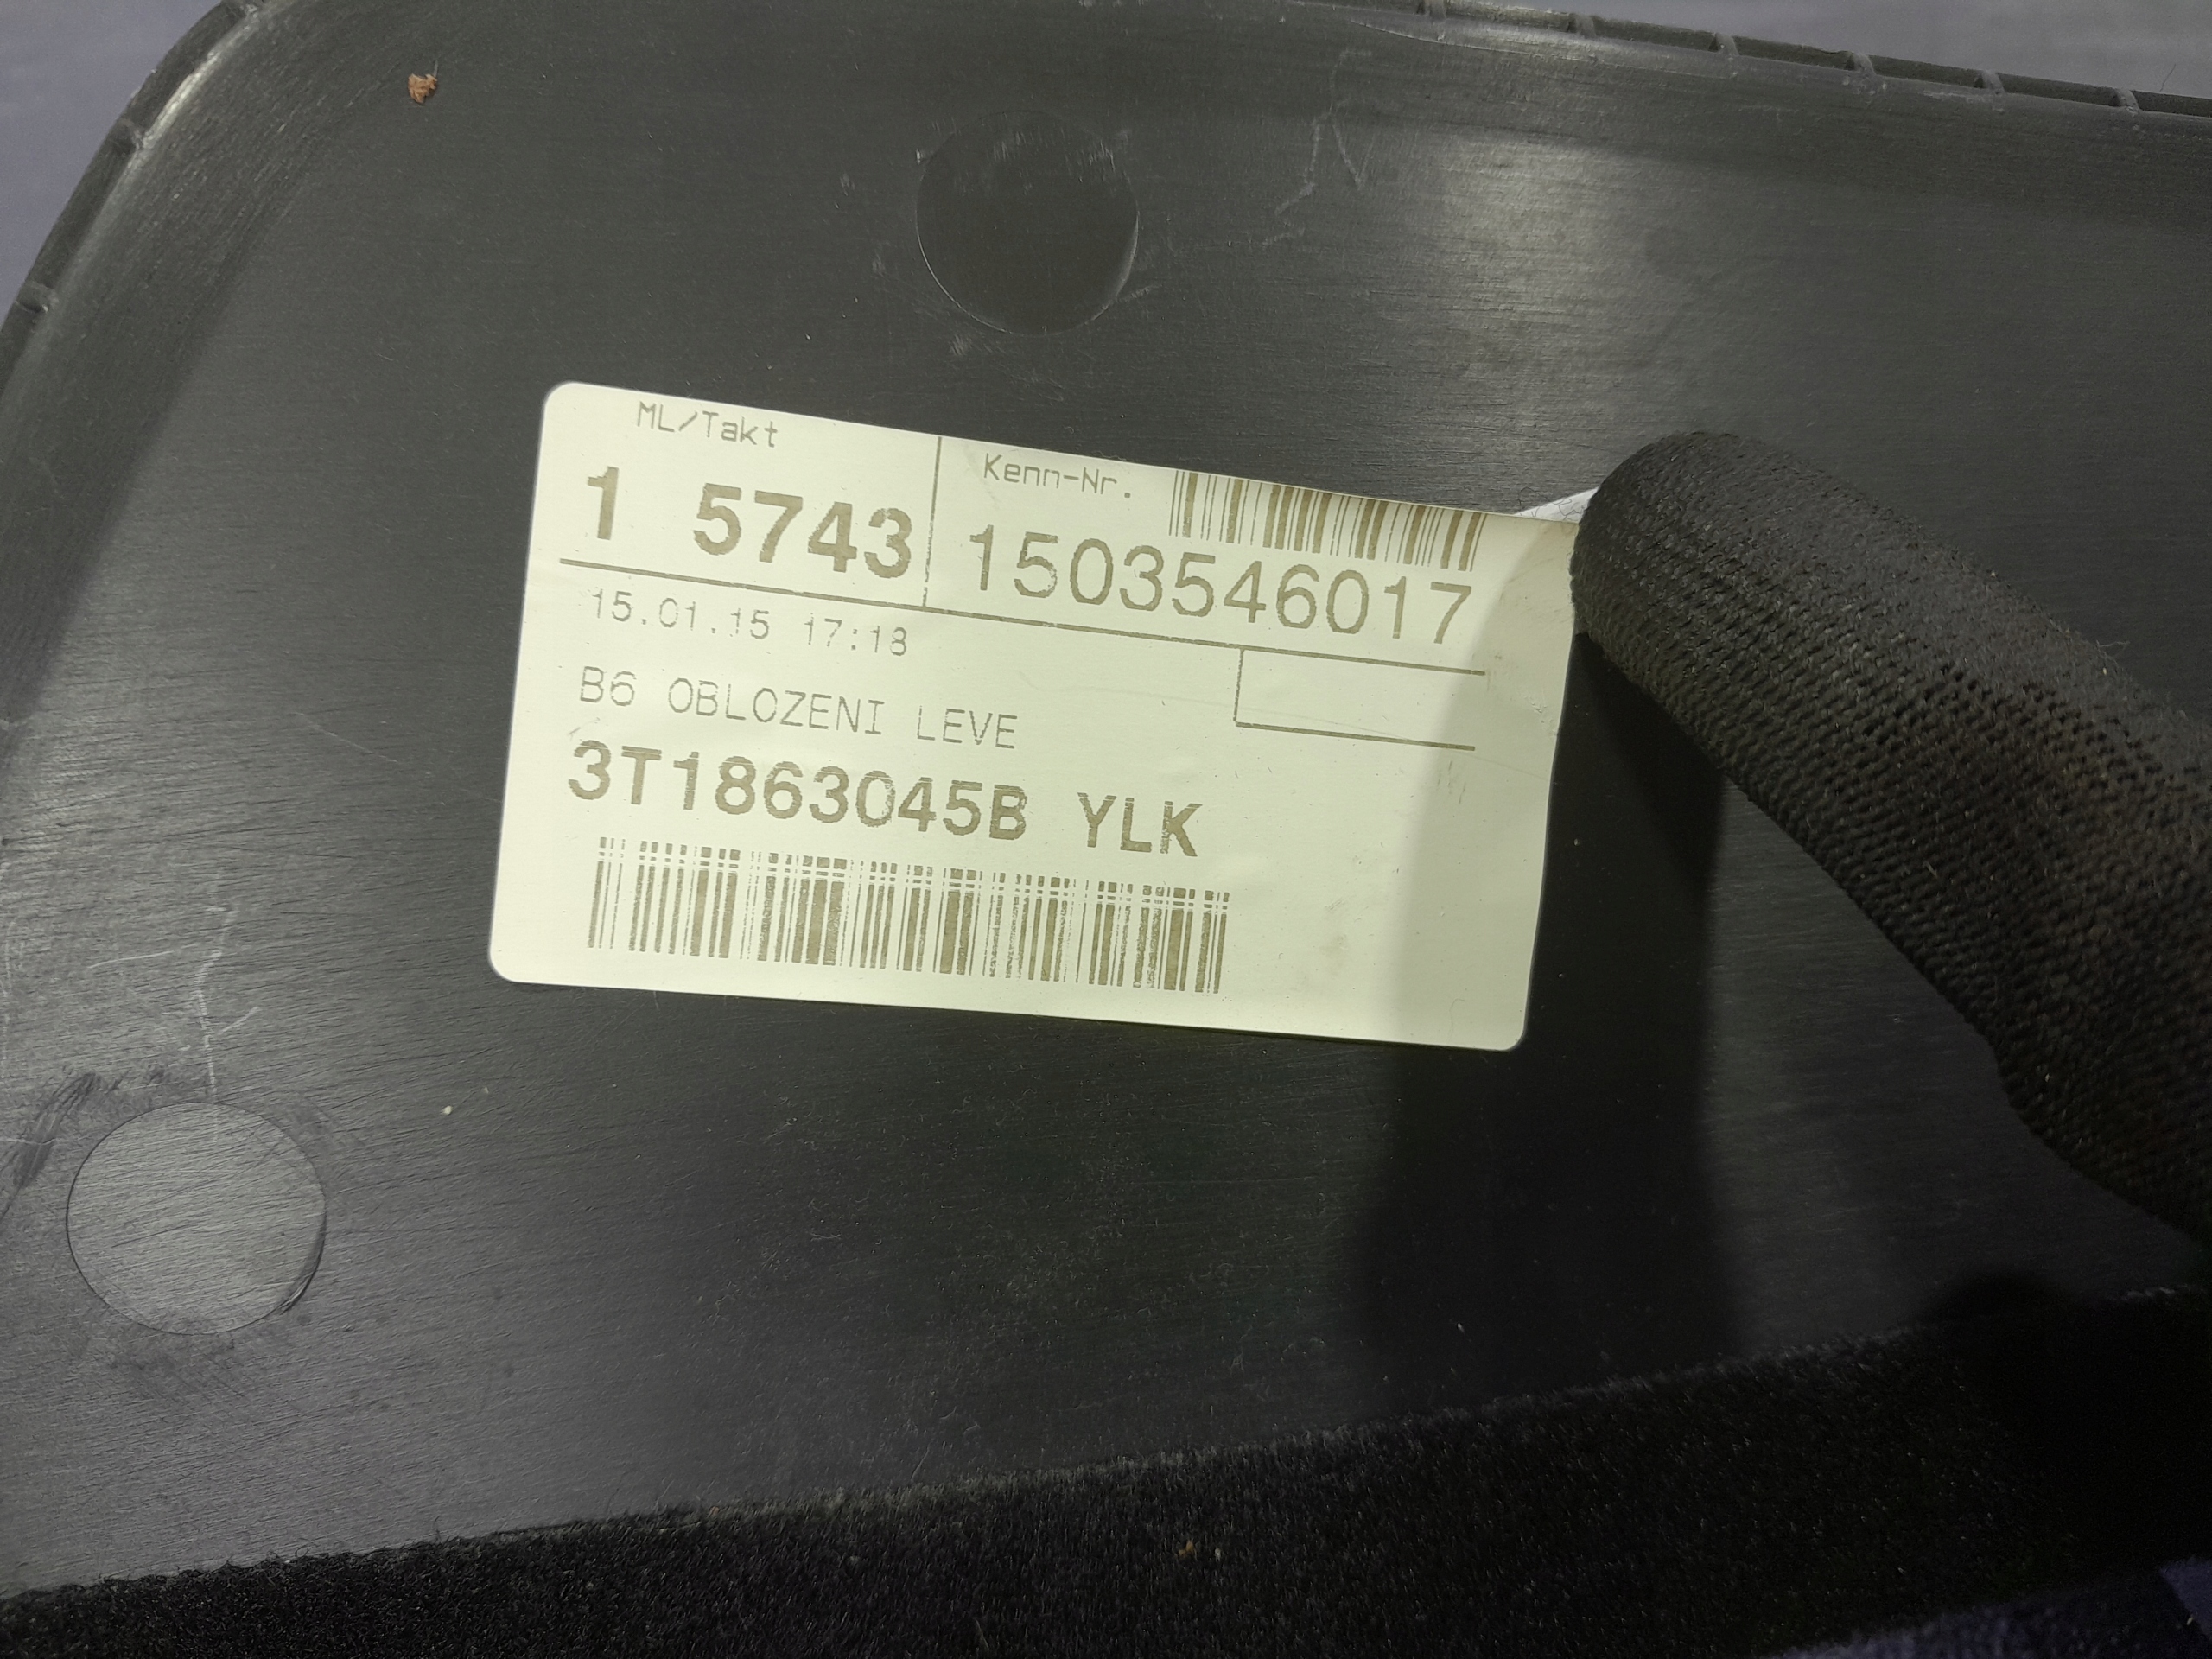 ML/Takt
1 5743
Kenn-Nr.
1503546017
15.01.15 17:18
B6 OBLOZENI LEVE
3T1863045B YLK